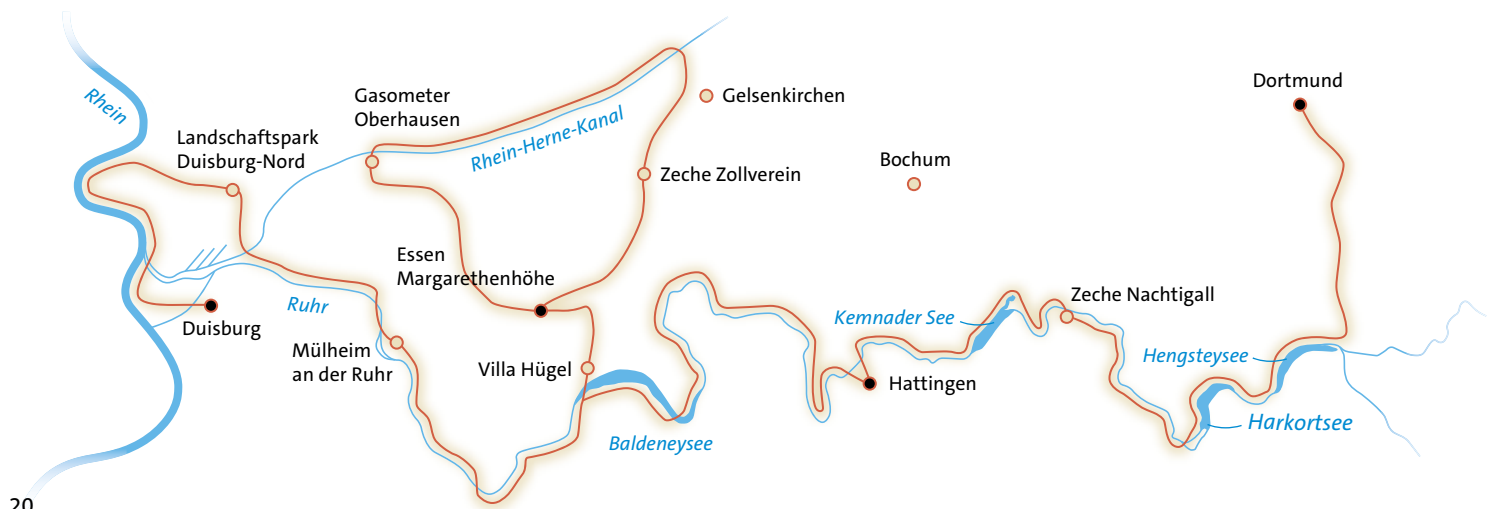 Rhein
Landschaftspark
Duisburg-Nord
Gasometer
Oberhausen
Rhein-Herne-Kanal
Gelsenkirchen
Zeche Zollverein
Bochum
Dortmund
Essen
Margarethenhöhe
Duisburg
Ruhr
Mülheim
an der Ruhr
Villa Hügel
Baldeneysee
Kemnader See
Hattingen
Zeche Nachtigall
Hengsteysee
Harkortsee
20